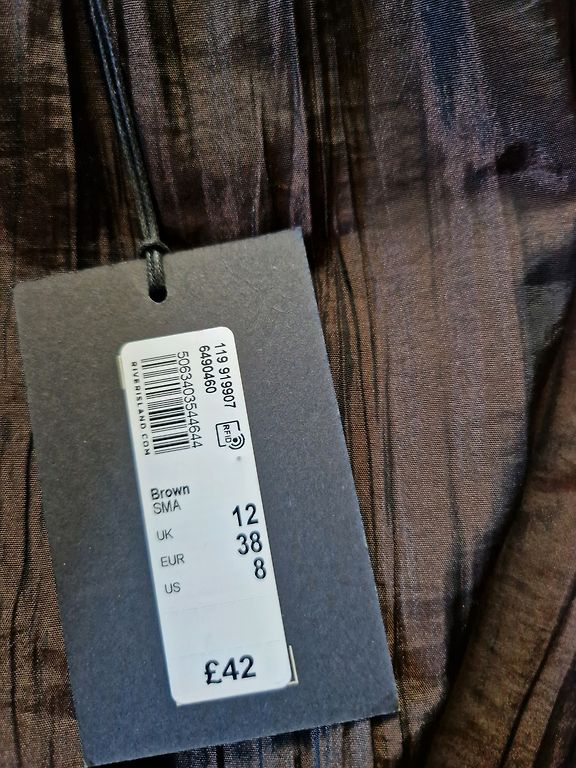 119 919907
6490460
RFID
5063403544644
RIVERISLAND.COM
Brown
SMA
UK 12
EUR 38
US 8
£42